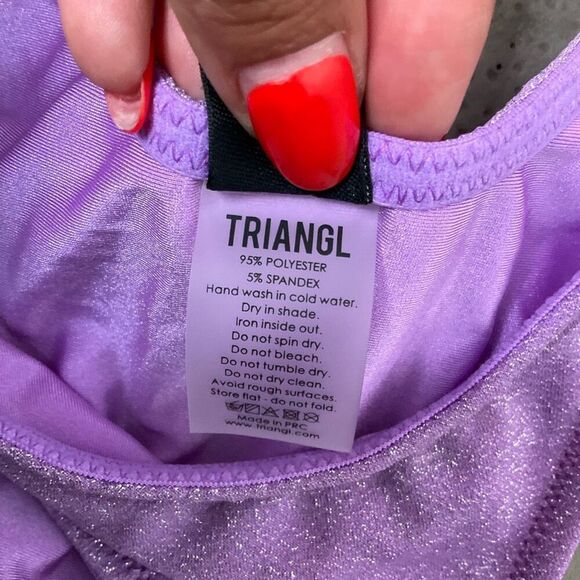 TRIANGL
95% POLYESTER
5% SPANDEX
Hand wash in cold water.
Dry in shade.
Iron inside out.
Do not spin dry.
Do not bleach.
Do not tumble dry.
Do not dry clean.
Avoid rough surfaces.
Store flat - do not fold.
Made in PRC
www.triangl.com